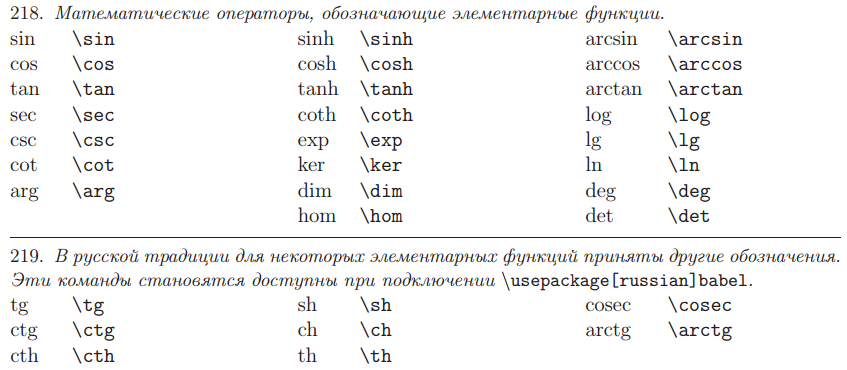 218. Математические операторы, обозначающие элементарные функции.
sin \sin sinh \sinh arcsin \arcsin
cos \cos cosh \cosh arccos \arccos
tan \tan tanh \tanh arctan \arctan
sec \sec coth \coth log \log
csc \csc exp \exp lg \lg
cot \cot ker \ker ln \ln
arg \arg dim \dim deg \deg
hom \hom det \det
219. В русской традиции для некоторых элементарных функций приняты другие обозначения.
Эти команды становятся доступны при подключении \usepackage[russian]babel.
tg \tg sh \sh cosec \cosec
ctg \ctg ch \ch arctg \arctg
cth \cth th \th